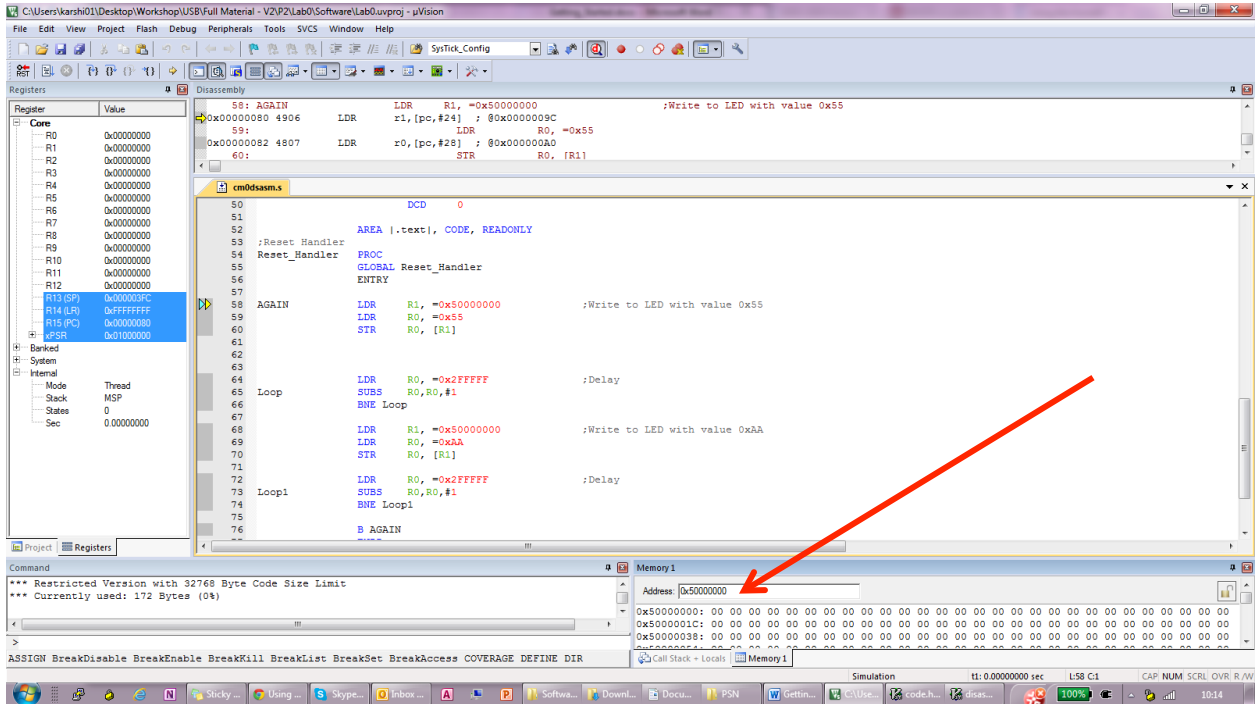 C:\Users\karshi01\Desktop\Workshop\USB\Full Material - V2\P2\Lab0\Software\Lab0.uvproj - µVision
File Edit View Project Flash Debug Peripherals Tools SVCS Window Help
SysTick_Config
RST
Registers
Register Value
Core
R0 0x00000000
R1 0x00000000
R2 0x00000000
R3 0x00000000
R4 0x00000000
R5 0x00000000
R6 0x00000000
R7 0x00000000
R8 0x00000000
R9 0x00000000
R10 0x00000000
R11 0x00000000
R12 0x00000000
R13 (SP) 0x000003FC
R14 (LR) 0xFFFFFFFF
R15 (PC) 0x00000080
xPSR 0x01000000
Banked
System
Internal
Mode Thread
Stack MSP
States 0
Sec 0.00000000
Project Registers
Disassembly
58: AGAIN LDR R1, =0x50000000 ;Write to LED with value 0x55
0x00000080 4906 LDR r1,[pc,#24] ; @0x0000009C
59: LDR R0, =0x55
0x00000082 4807 LDR r0,[pc,#28] ; @0x000000A0
60: STR R0, [R1]
cm0dsasm.s
50 DCD 0
51
52 AREA |.text|, CODE, READONLY
53 ;Reset Handler
54 Reset_Handler PROC
55 GLOBAL Reset_Handler
56 ENTRY
57
58 AGAIN LDR R1, =0x50000000 ;Write to LED with value 0x55
59 LDR R0, =0x55
60 STR R0, [R1]
61
62
63
64 LDR R0, =0x2FFFFF ;Delay
65 Loop SUBS R0,R0,#1
66 BNE Loop
67
68 LDR R1, =0x50000000 ;Write to LED with value 0xAA
69 LDR R0, =0xAA
70 STR R0, [R1]
71
72 LDR R0, =0x2FFFFF ;Delay
73 Loop1 SUBS R0,R0,#1
74 BNE Loop1
75
76 B AGAIN
Command
*** Restricted Version with 32768 Byte Code Size Limit
*** Currently used: 172 Bytes (0%)
>
ASSIGN BreakDisable BreakEnable BreakKill BreakList BreakSet BreakAccess COVERAGE DEFINE DIR
Memory 1
Address: 0x50000000
0x50000000: 00 00 00 00 00 00 00 00 00 00 00 00 00 00 00 00 00 00 00 00 00 00 00 00 00 00 00 00
0x5000001C: 00 00 00 00 00 00 00 00 00 00 00 00 00 00 00 00 00 00 00 00 00 00 00 00 00 00 00 00
0x50000038: 00 00 00 00 00 00 00 00 00 00 00 00 00 00 00 00 00 00 00 00 00 00 00 00 00 00 00 00
Call Stack + Locals Memory 1
Simulation t1: 0.00000000 sec L:58 C:1 CAP NUM SCRL OVR R/W
Sticky ... Using ... Skype... Inbox ... Softwa... Downl... Docu... PSN Gettin... C:\Use... code.h... disas... 100% 10:14